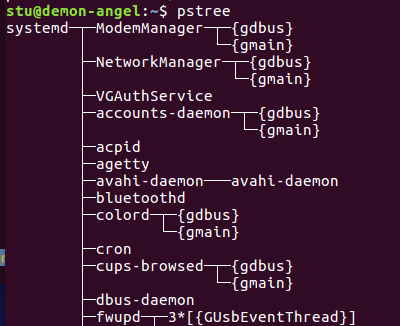 stu@demon-angel:~$ pstree
systemd─┬─ModemManager─┬─{gdbus}
        │              └─{gmain}
        ├─NetworkManager─┬─{gdbus}
        │                └─{gmain}
        ├─VGAuthService
        ├─accounts-daemon─┬─{gdbus}
        │                 └─{gmain}
        ├─acpid
        ├─agetty
        ├─avahi-daemon───avahi-daemon
        ├─bluetoothd
        ├─colord─┬─{gdbus}
        │        └─{gmain}
        ├─cron
        ├─cups-browsed─┬─{gdbus}
        │              └─{gmain}
        ├─dbus-daemon
        ├─fwupd─┬─3*[{GUsbEventThread}]